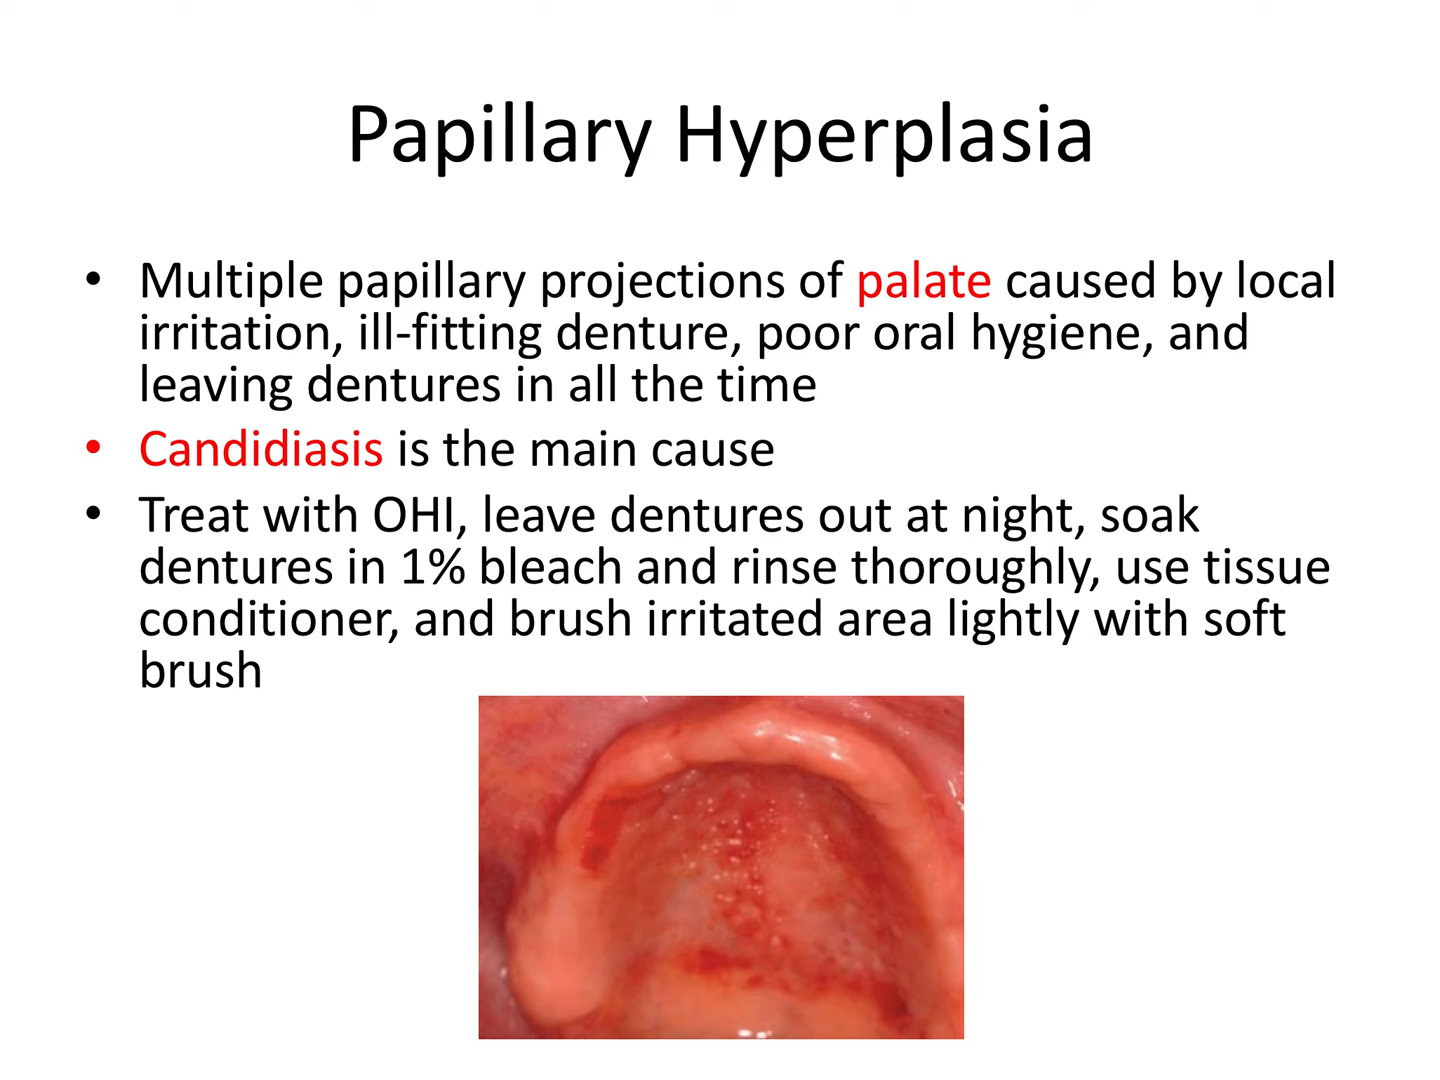 Papillary Hyperplasia
• Multiple papillary projections of palate caused by local
irritation, ill-fitting denture, poor oral hygiene, and
leaving dentures in all the time
• Candidiasis is the main cause
• Treat with OHI, leave dentures out at night, soak
dentures in 1% bleach and rinse thoroughly, use tissue
conditioner, and brush irritated area lightly with soft
brush